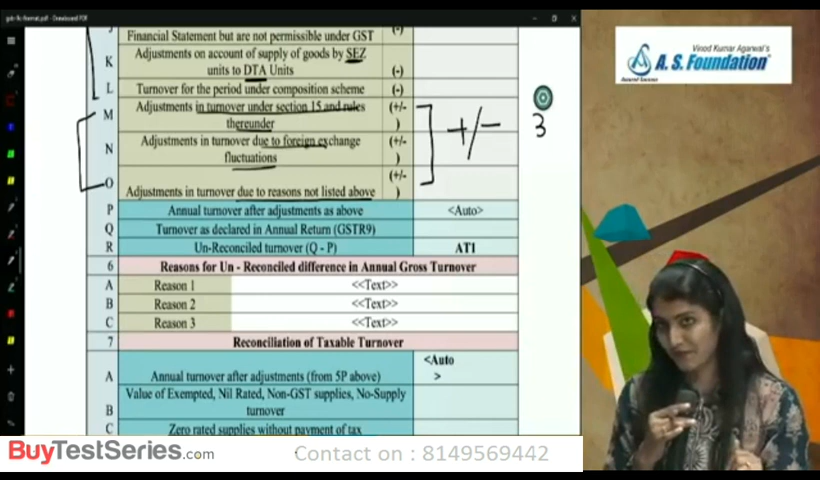 gstr-9c-format.pdf - Drawboard PDF
J
Financial Statement but are not permissible under GST
(-)
K
Adjustments on account of supply of goods by SEZ
units to DTA Units
(-)
L
Turnover for the period under composition scheme
(-)
M
Adjustments in turnover under section 15 and rules
thereunder
(+/-
)
N
Adjustments in turnover due to foreign exchange
fluctuations
(+/-
)
O
Adjustments in turnover due to reasons not listed above
(+/-
)
+/-
3
P
Annual turnover after adjustments as above
<Auto>
Q
Turnover as declared in Annual Return (GSTR9)
R
Un-Reconciled turnover (Q - P)
AT1
6
Reasons for Un - Reconciled difference in Annual Gross Turnover
A
Reason 1
<<Text>>
B
Reason 2
<<Text>>
C
Reason 3
<<Text>>
7
Reconciliation of Taxable Turnover
A
Annual turnover after adjustments (from 5P above)
<Auto
>
B
Value of Exempted, Nil Rated, Non-GST supplies, No-Supply
turnover
C
Zero rated supplies without payment of tax
Vinod Kumar Agarwal's
A. S. Foundation
BuyTestSeries.com
Contact on : 8149569442